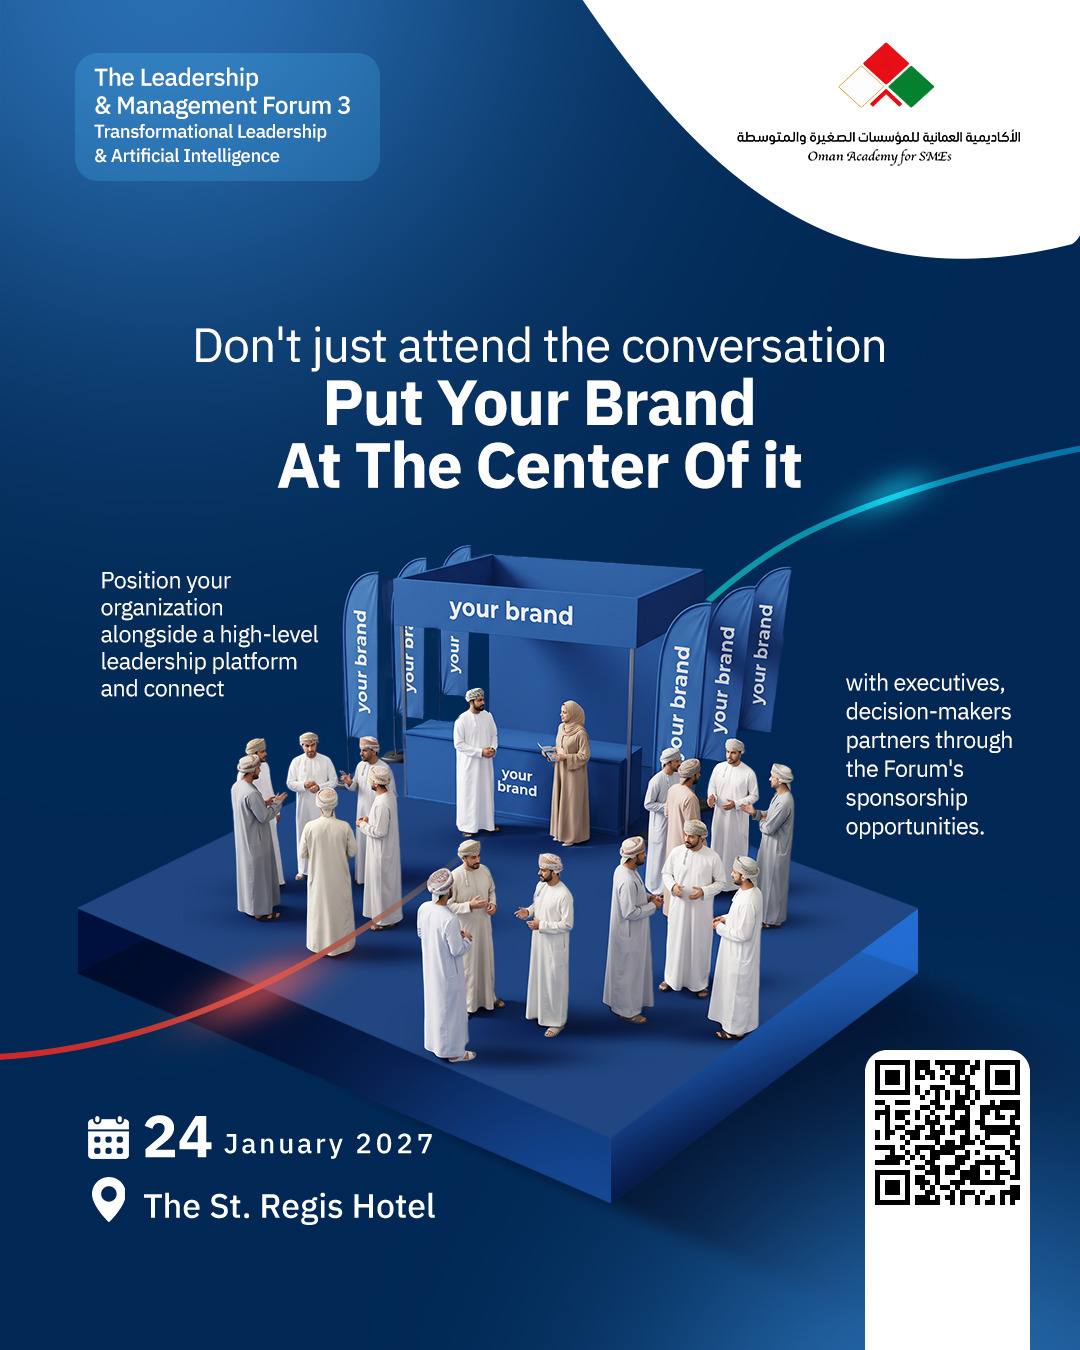 The Leadership
& Management Forum 3
Transformational Leadership
& Artificial Intelligence
الأكاديمية العمانية للمؤسسات الصغيرة والمتوسطة
Oman Academy for SMEs
Don't just attend the conversation
Put Your Brand
At The Center Of it
Position your
organization
alongside a high-level
leadership platform
and connect
your brand
your bra
your
your brand
your
brand
your brand
your brand
your brand
with executives,
decision-makers
partners through
the Forum's
sponsorship
opportunities.
24 January 2027
The St. Regis Hotel